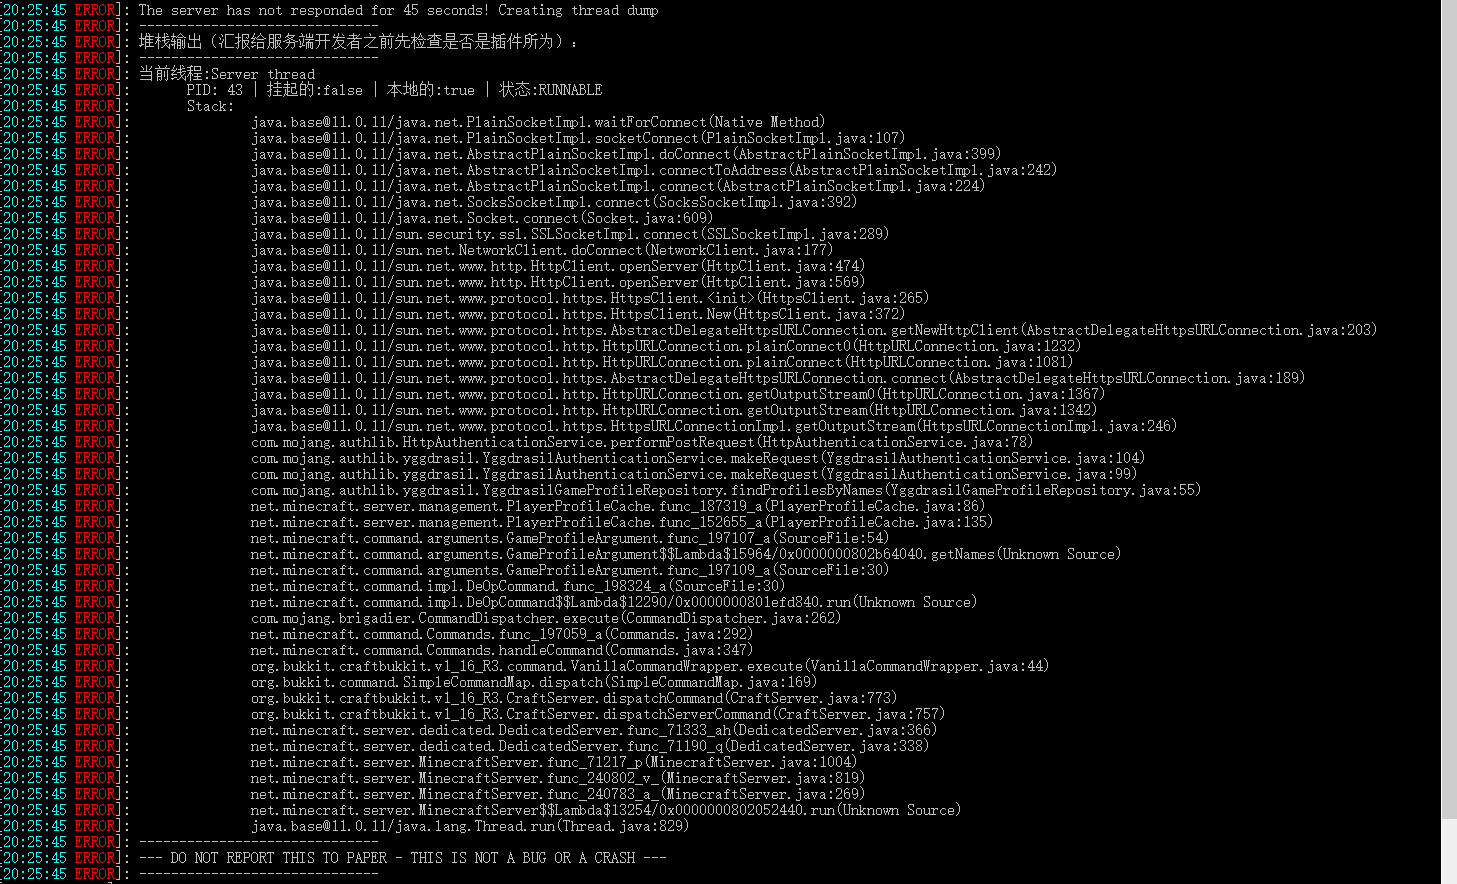 [20:25:45 ERROR]: The server has not responded for 45 seconds! Creating thread dump
[20:25:45 ERROR]: ------------------------------
[20:25:45 ERROR]: 堆栈输出（汇报给服务端开发者之前先检查是否是插件所为）：
[20:25:45 ERROR]: ------------------------------
[20:25:45 ERROR]: 当前线程:Server thread
[20:25:45 ERROR]: PID: 43 | 挂起的:false | 本地的:true | 状态:RUNNABLE
[20:25:45 ERROR]: Stack:
[20:25:45 ERROR]: java.base@11.0.11/java.net.PlainSocketImpl.waitForConnect(Native Method)
[20:25:45 ERROR]: java.base@11.0.11/java.net.PlainSocketImpl.socketConnect(PlainSocketImpl.java:107)
[20:25:45 ERROR]: java.base@11.0.11/java.net.AbstractPlainSocketImpl.doConnect(AbstractPlainSocketImpl.java:399)
[20:25:45 ERROR]: java.base@11.0.11/java.net.AbstractPlainSocketImpl.connectToAddress(AbstractPlainSocketImpl.java:242)
[20:25:45 ERROR]: java.base@11.0.11/java.net.AbstractPlainSocketImpl.connect(AbstractPlainSocketImpl.java:224)
[20:25:45 ERROR]: java.base@11.0.11/java.net.SocksSocketImpl.connect(SocksSocketImpl.java:392)
[20:25:45 ERROR]: java.base@11.0.11/java.net.Socket.connect(Socket.java:609)
[20:25:45 ERROR]: java.base@11.0.11/sun.security.ssl.SSLSocketImpl.connect(SSLSocketImpl.java:289)
[20:25:45 ERROR]: java.base@11.0.11/sun.net.NetworkClient.doConnect(NetworkClient.java:177)
[20:25:45 ERROR]: java.base@11.0.11/sun.net.www.http.HttpClient.openServer(HttpClient.java:474)
[20:25:45 ERROR]: java.base@11.0.11/sun.net.www.http.HttpClient.openServer(HttpClient.java:569)
[20:25:45 ERROR]: java.base@11.0.11/sun.net.www.protocol.https.HttpsClient.<init>(HttpsClient.java:265)
[20:25:45 ERROR]: java.base@11.0.11/sun.net.www.protocol.https.HttpsClient.New(HttpsClient.java:372)
[20:25:45 ERROR]: java.base@11.0.11/sun.net.www.protocol.https.AbstractDelegateHttpsURLConnection.getNewHttpClient(AbstractDelegateHttpsURLConnection.java:203)
[20:25:45 ERROR]: java.base@11.0.11/sun.net.www.protocol.http.HttpURLConnection.plainConnect0(HttpURLConnection.java:1232)
[20:25:45 ERROR]: java.base@11.0.11/sun.net.www.protocol.http.HttpURLConnection.plainConnect(HttpURLConnection.java:1081)
[20:25:45 ERROR]: java.base@11.0.11/sun.net.www.protocol.https.AbstractDelegateHttpsURLConnection.connect(AbstractDelegateHttpsURLConnection.java:189)
[20:25:45 ERROR]: java.base@11.0.11/sun.net.www.protocol.http.HttpURLConnection.getOutputStream0(HttpURLConnection.java:1367)
[20:25:45 ERROR]: java.base@11.0.11/sun.net.www.protocol.http.HttpURLConnection.getOutputStream(HttpURLConnection.java:1342)
[20:25:45 ERROR]: java.base@11.0.11/sun.net.www.protocol.https.HttpsURLConnectionImpl.getOutputStream(HttpsURLConnectionImpl.java:246)
[20:25:45 ERROR]: com.mojang.authlib.HttpAuthenticationService.performPostRequest(HttpAuthenticationService.java:78)
[20:25:45 ERROR]: com.mojang.authlib.yggdrasil.YggdrasilAuthenticationService.makeRequest(YggdrasilAuthenticationService.java:104)
[20:25:45 ERROR]: com.mojang.authlib.yggdrasil.YggdrasilAuthenticationService.makeRequest(YggdrasilAuthenticationService.java:99)
[20:25:45 ERROR]: com.mojang.authlib.yggdrasil.YggdrasilGameProfileRepository.findProfilesByNames(YggdrasilGameProfileRepository.java:55)
[20:25:45 ERROR]: net.minecraft.server.management.PlayerProfileCache.func_187319_a(PlayerProfileCache.java:86)
[20:25:45 ERROR]: net.minecraft.server.management.PlayerProfileCache.func_152655_a(PlayerProfileCache.java:135)
[20:25:45 ERROR]: net.minecraft.command.arguments.GameProfileArgument.func_197107_a(SourceFile:54)
[20:25:45 ERROR]: net.minecraft.command.arguments.GameProfileArgument$$Lambda$15964/0x0000000802b64040.getNames(Unknown Source)
[20:25:45 ERROR]: net.minecraft.command.arguments.GameProfileArgument.func_197109_a(SourceFile:30)
[20:25:45 ERROR]: net.minecraft.command.impl.DeOpCommand.func_198324_a(SourceFile:30)
[20:25:45 ERROR]: net.minecraft.command.impl.DeOpCommand$$Lambda$12290/0x0000000801efd840.run(Unknown Source)
[20:25:45 ERROR]: com.mojang.brigadier.CommandDispatcher.execute(CommandDispatcher.java:262)
[20:25:45 ERROR]: net.minecraft.command.Commands.func_197059_a(Commands.java:292)
[20:25:45 ERROR]: net.minecraft.command.Commands.handleCommand(Commands.java:347)
[20:25:45 ERROR]: org.bukkit.craftbukkit.v1_16_R3.command.VanillaCommandWrapper.execute(VanillaCommandWrapper.java:44)
[20:25:45 ERROR]: org.bukkit.command.SimpleCommandMap.dispatch(SimpleCommandMap.java:169)
[20:25:45 ERROR]: org.bukkit.craftbukkit.v1_16_R3.CraftServer.dispatchCommand(CraftServer.java:773)
[20:25:45 ERROR]: org.bukkit.craftbukkit.v1_16_R3.CraftServer.dispatchServerCommand(CraftServer.java:757)
[20:25:45 ERROR]: net.minecraft.server.dedicated.DedicatedServer.func_71333_ah(DedicatedServer.java:366)
[20:25:45 ERROR]: net.minecraft.server.dedicated.DedicatedServer.func_71190_q(DedicatedServer.java:338)
[20:25:45 ERROR]: net.minecraft.server.MinecraftServer.func_71217_p(MinecraftServer.java:1004)
[20:25:45 ERROR]: net.minecraft.server.MinecraftServer.func_240802_v_(MinecraftServer.java:819)
[20:25:45 ERROR]: net.minecraft.server.MinecraftServer.func_240783_a_(MinecraftServer.java:269)
[20:25:45 ERROR]: net.minecraft.server.MinecraftServer$$Lambda$13254/0x0000000802052440.run(Unknown Source)
[20:25:45 ERROR]: java.base@11.0.11/java.lang.Thread.run(Thread.java:829)
[20:25:45 ERROR]: ------------------------------
[20:25:45 ERROR]: --- DO NOT REPORT THIS TO PAPER - THIS IS NOT A BUG OR A CRASH ---
[20:25:45 ERROR]: ------------------------------